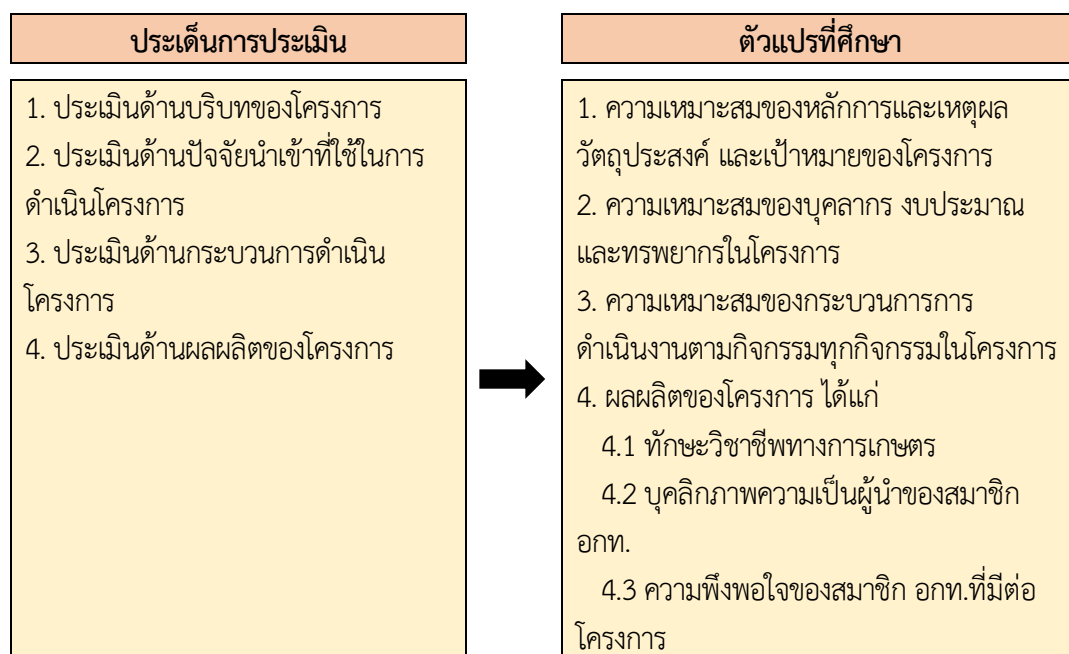 ประเด็นการประเมิน
1. ประเมินด้านบริบทของโครงการ
2. ประเมินด้านปัจจัยนำเข้าที่ใช้ในการ
ดำเนินโครงการ
3. ประเมินด้านกระบวนการดำเนิน
โครงการ
4. ประเมินด้านผลผลิตของโครงการ
ตัวแปรที่ศึกษา
1. ความเหมาะสมของหลักการและเหตุผล
วัตถุประสงค์ และเป้าหมายของโครงการ
2. ความเหมาะสมของบุคลากร งบประมาณ
และทรพยากรในโครงการ
3. ความเหมาะสมของกระบวนการการ
ดำเนินงานตามกิจกรรมทุกกิจกรรมในโครงการ
4. ผลผลิตของโครงการ ได้แก่
4.1 ทักษะวิชาชีพทางการเกษตร
4.2 บุคลิกภาพความเป็นผู้นำของสมาชิก
อกท.
4.3 ความพึงพอใจของสมาชิก อกท.ที่มีต่อ
โครงการ